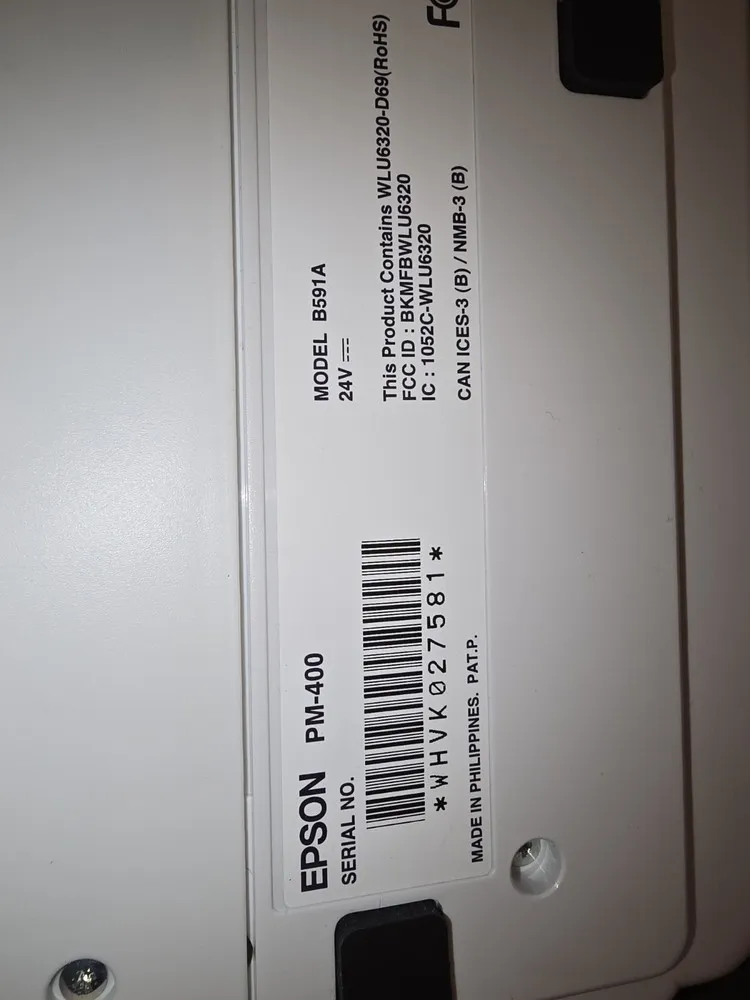 EPSON PM-400
SERIAL NO.
*WHVK027581*
MADE IN PHILIPPINES. PAT.P.
MODEL B591A
24V ⎓
This Product Contains WLU6320-D69(RoHS)
FCC ID : BKMFBWLU6320
IC : 1052C-WLU6320
CAN ICES-3 (B) / NMB-3 (B)